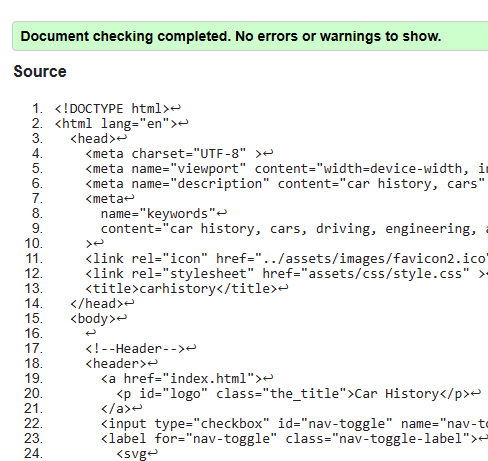 Document checking completed. No errors or warnings to show.
Source
1. <!DOCTYPE html>↩
2. <html lang="en">↩
3. <head>↩
4. <meta charset="UTF-8" >↩
5. <meta name="viewport" content="width=device-width,
6. <meta name="description" content="car history, cars"
7. <meta↩
8. name="keywords"↩
9. content="car history, cars, driving, engineering,
10. >↩
11. <link rel="icon" href="../assets/images/favicon2.ico"
12. <link rel="stylesheet" href="assets/css/style.css" >↩
13. <title>carhistory</title>↩
14. </head>↩
15. <body>↩
16. ↩
17. <!--Header-->↩
18. <header>↩
19. <a href="index.html">↩
20. <p id="logo" class="the_title">Car History</p>↩
21. </a>↩
22. <input type="checkbox" id="nav-toggle" name="nav-to
23. <label for="nav-toggle" class="nav-toggle-label">↩
24. <svg↩